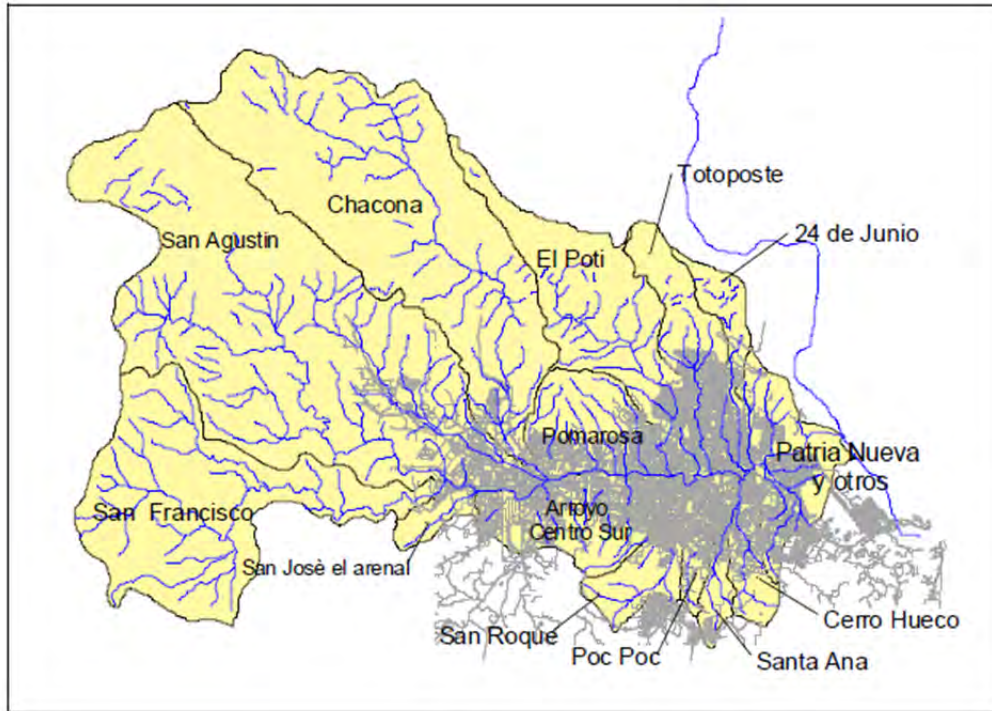 Totoposte
Chacona
24 de Junio
San Agustin
El Poti
Pomarosa
Patria Nueva
y otros
San Francisco
Arroyo
Centro Sur
San Josè el arenal
Cerro Hueco
San Roque
Poc Poc
Santa Ana